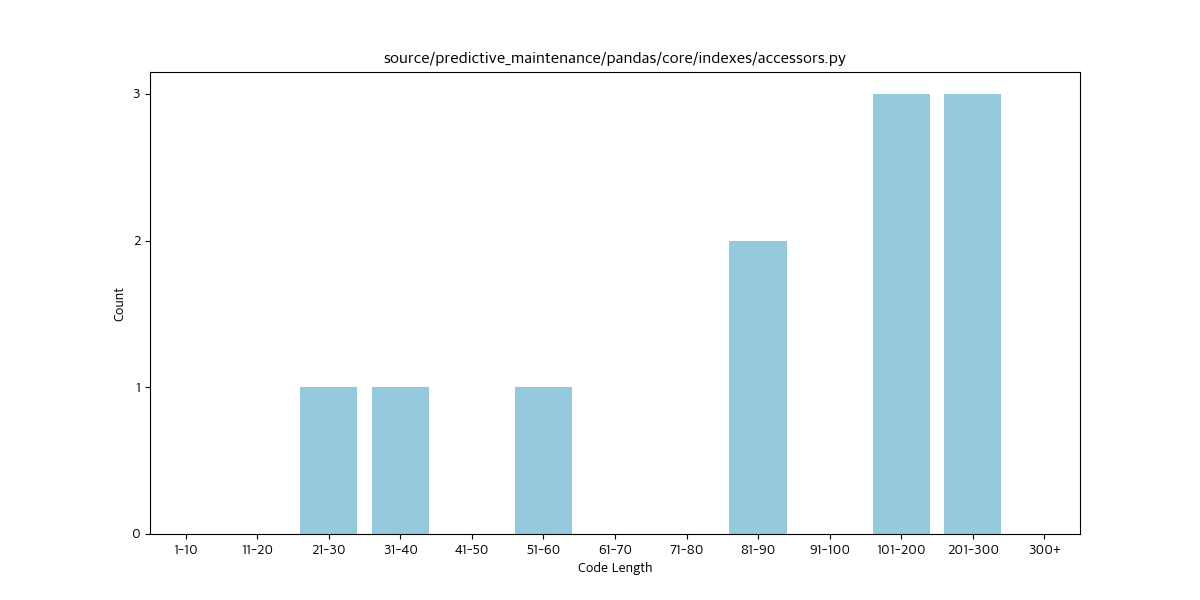 source/predictive_maintenance/pandas/core/indexes/accessors.py
3
2
1
0
Count
1-10 11-20 21-30 31-40 41-50 51-60 61-70 71-80 81-90 91-100 101-200 201-300 300+
Code Length